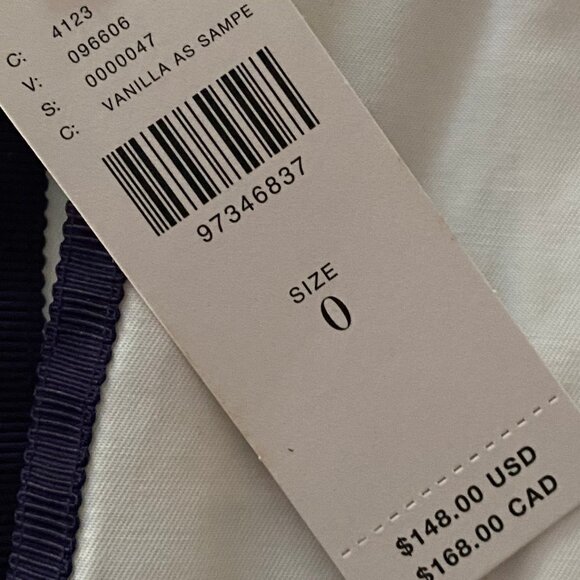 C: 4123
V: 096606
S: 0000047
C: VANILLA AS SAMPE
97346837
SIZE
0
$148.00 USD
$168.00 CAD